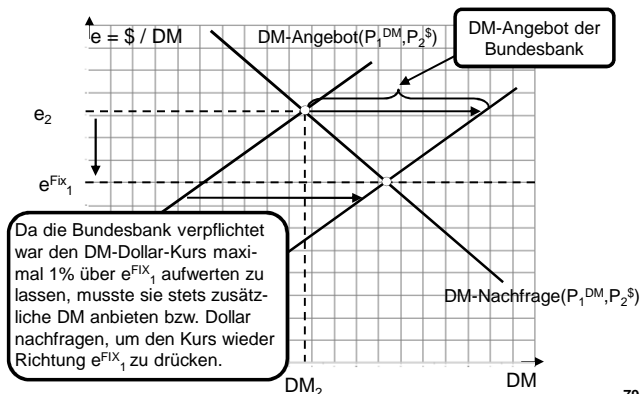 e = $ / DM
DM-Angebot(P₁ᴰᴹ,P₂$)
DM-Angebot der
Bundesbank
e₂
eᶠⁱˣ₁
Da die Bundesbank verpflichtet
war den DM-Dollar-Kurs maxi-
mal 1% über eᶠᴵˣ₁ aufwerten zu
lassen, musste sie stets zusätz-
liche DM anbieten bzw. Dollar
nachfragen, um den Kurs wieder
Richtung eᶠᴵˣ₁ zu drücken.
DM-Nachfrage(P₁ᴰᴹ,P₂$)
DM₂
DM
79